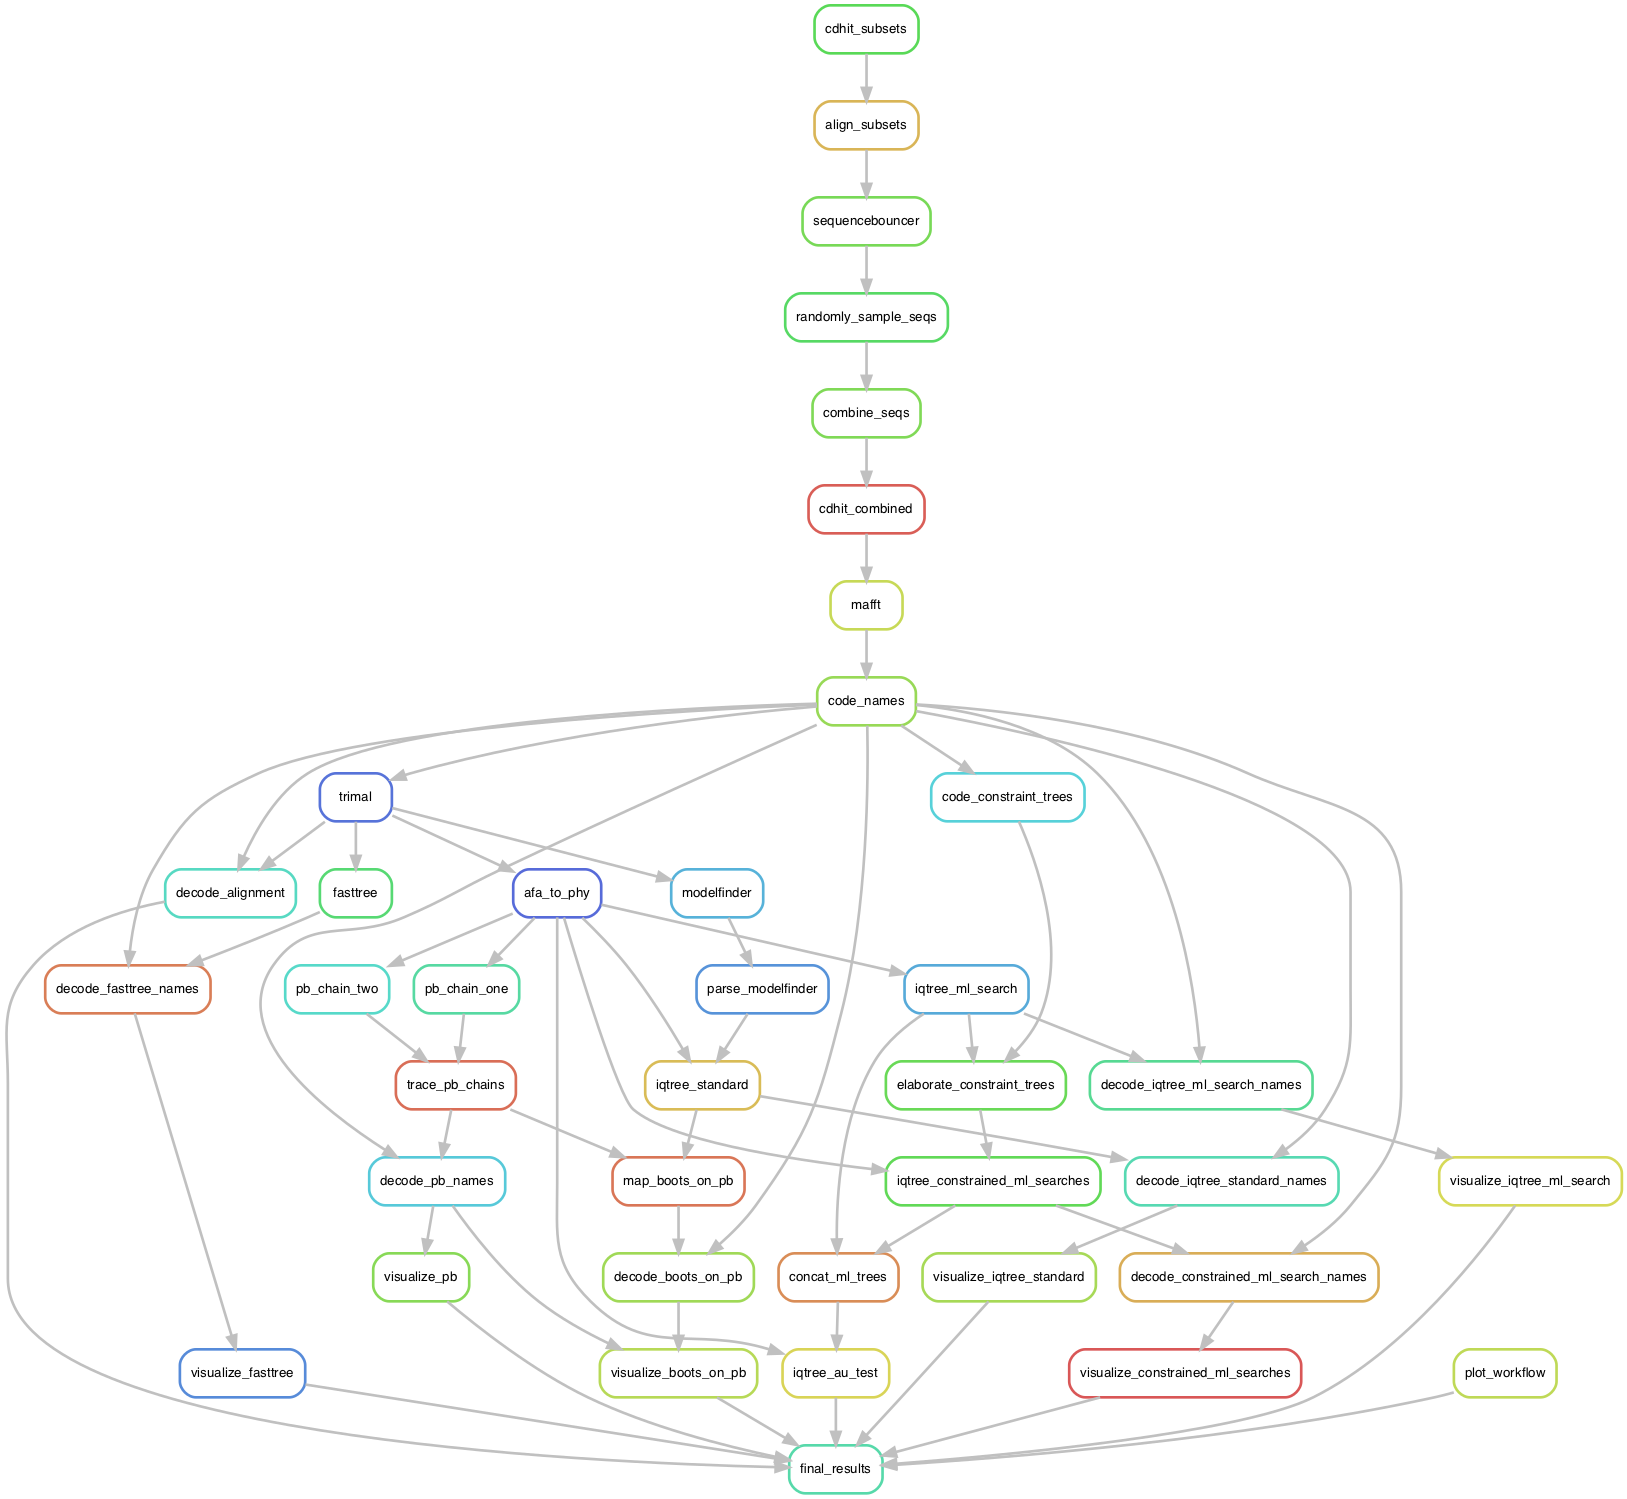 cdhit_subsets
align_subsets
sequencebouncer
randomly_sample_seqs
combine_seqs
cdhit_combined
mafft
code_names
trimal
code_constraint_trees
decode_alignment
fasttree
afa_to_phy
modelfinder
decode_fasttree_names
pb_chain_two
pb_chain_one
parse_modelfinder
iqtree_ml_search
trace_pb_chains
iqtree_standard
elaborate_constraint_trees
decode_iqtree_ml_search_names
decode_pb_names
map_boots_on_pb
iqtree_constrained_ml_searches
decode_iqtree_standard_names
visualize_iqtree_ml_search
visualize_pb
decode_boots_on_pb
concat_ml_trees
visualize_iqtree_standard
decode_constrained_ml_search_names
visualize_fasttree
visualize_boots_on_pb
iqtree_au_test
visualize_constrained_ml_searches
plot_workflow
final_results